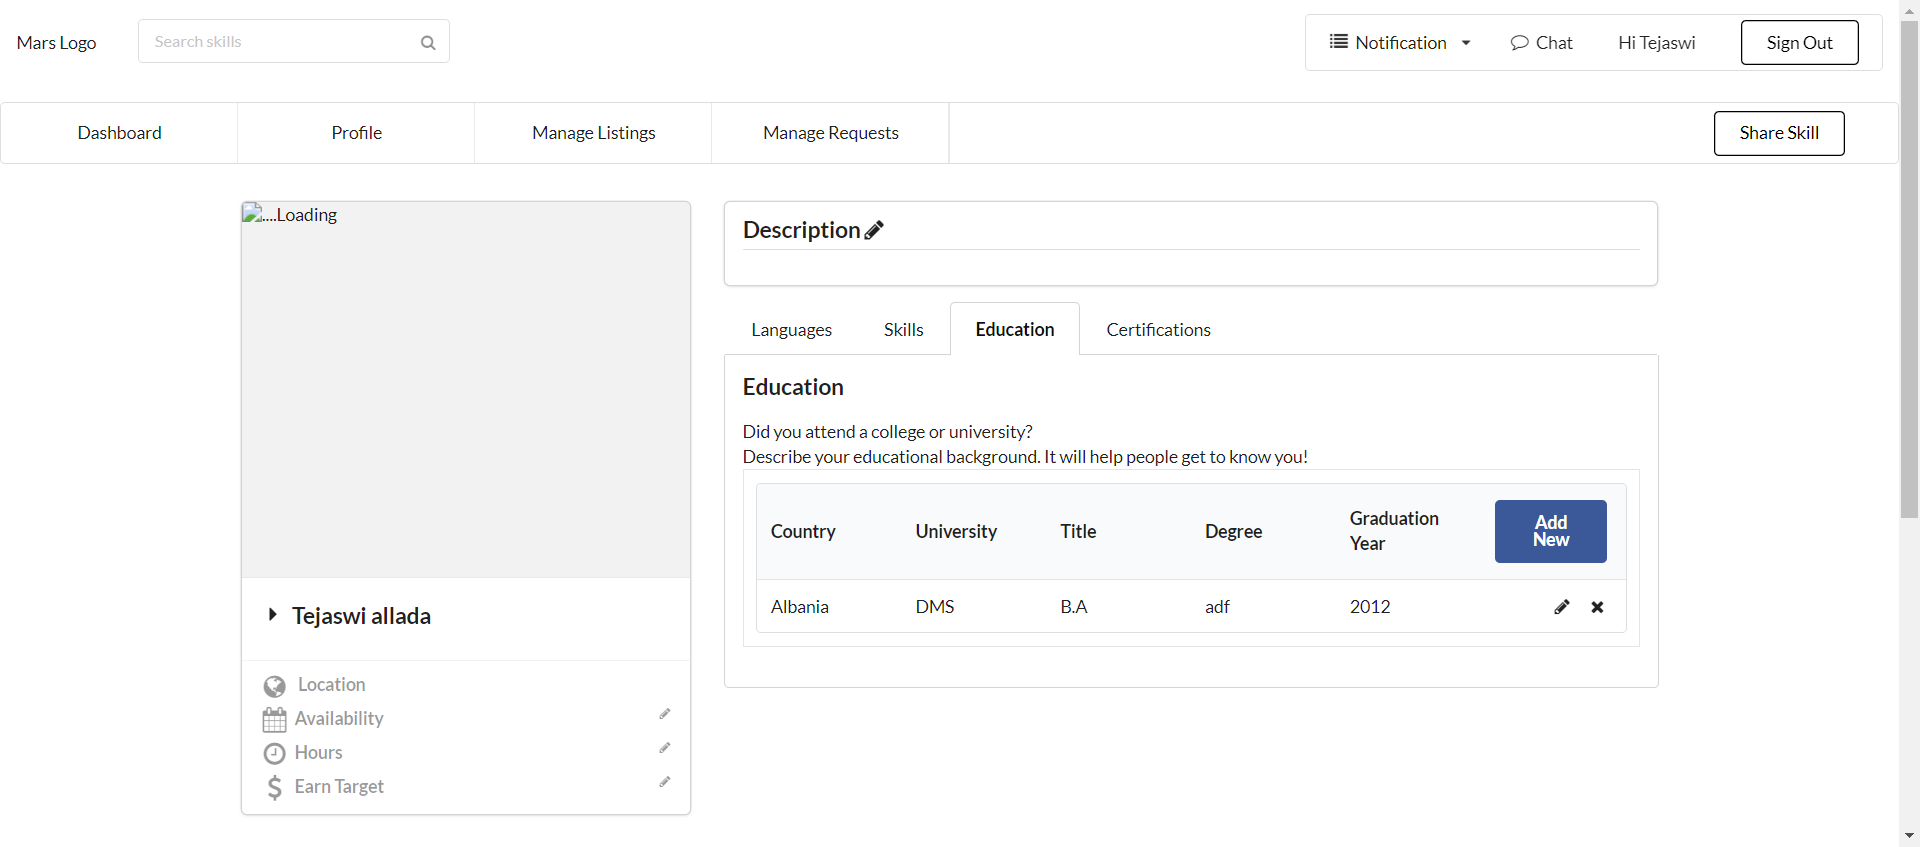 Mars Logo
Search skills
Notification
Chat
Hi Tejaswi
Sign Out
Dashboard
Profile
Manage Listings
Manage Requests
Share Skill
....Loading
Tejaswi allada
Location
Availability
Hours
Earn Target
Description
Languages
Skills
Education
Certifications
Education
Did you attend a college or university?
Describe your educational background. It will help people get to know you!
Country
University
Title
Degree
Graduation
Year
Add
New
Albania
DMS
B.A
adf
2012